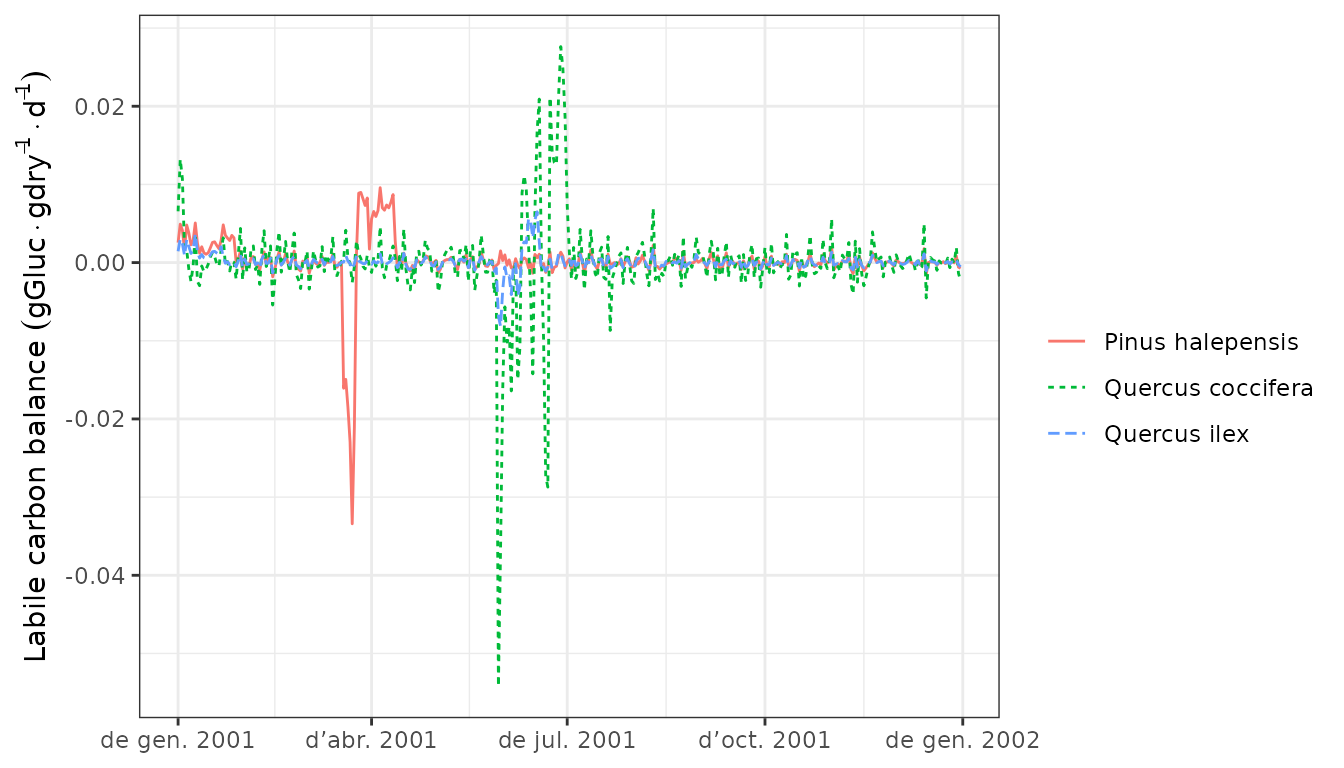 Labile carbon balance (gGluc · gdry⁻¹ · d⁻¹)
0.02
0.00
-0.02
-0.04
de gen. 2001 d’abr. 2001 de jul. 2001 d’oct. 2001 de gen. 2002
Pinus halepensis
Quercus coccifera
Quercus ilex